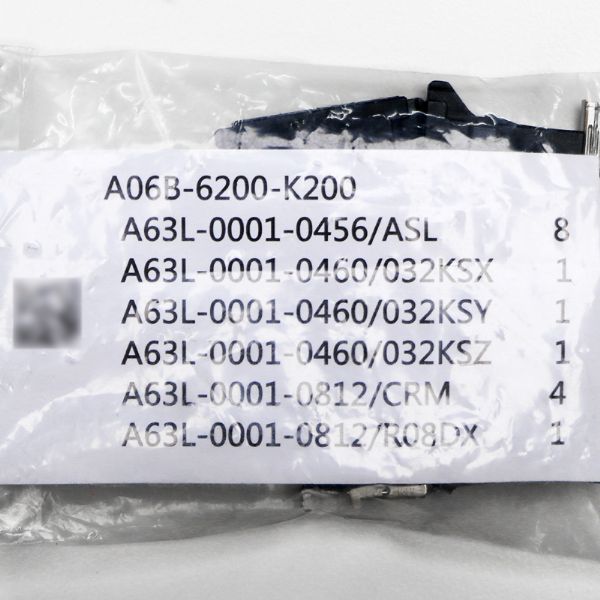 A06B-6200-K200
A63L-0001-0456/ASL 8
A63L-0001-0460/032KSX 1
A63L-0001-0460/032KSY 1
A63L-0001-0460/032KSZ 1
A63L-0001-0812/CRM 4
A63L-0001-0812/R08DX 1